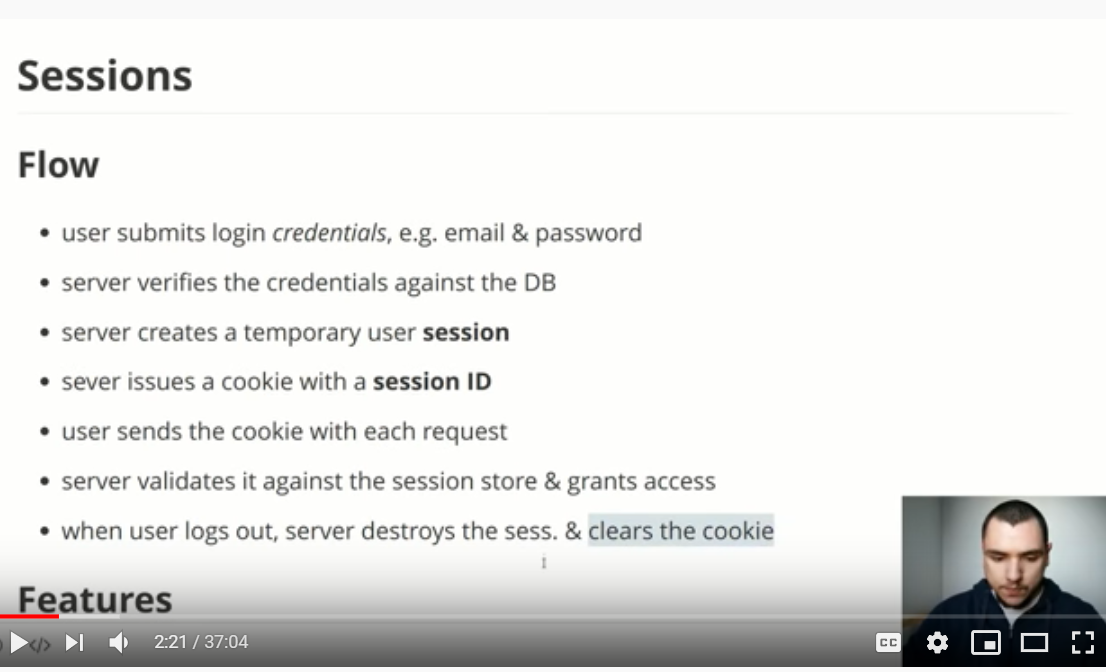 Sessions
Flow
• user submits login credentials, e.g. email & password
• server verifies the credentials against the DB
• server creates a temporary user session
• sever issues a cookie with a session ID
• user sends the cookie with each request
• server validates it against the session store & grants access
• when user logs out, server destroys the sess. & clears the cookie
Features
</> 2:21 / 37:04 CC